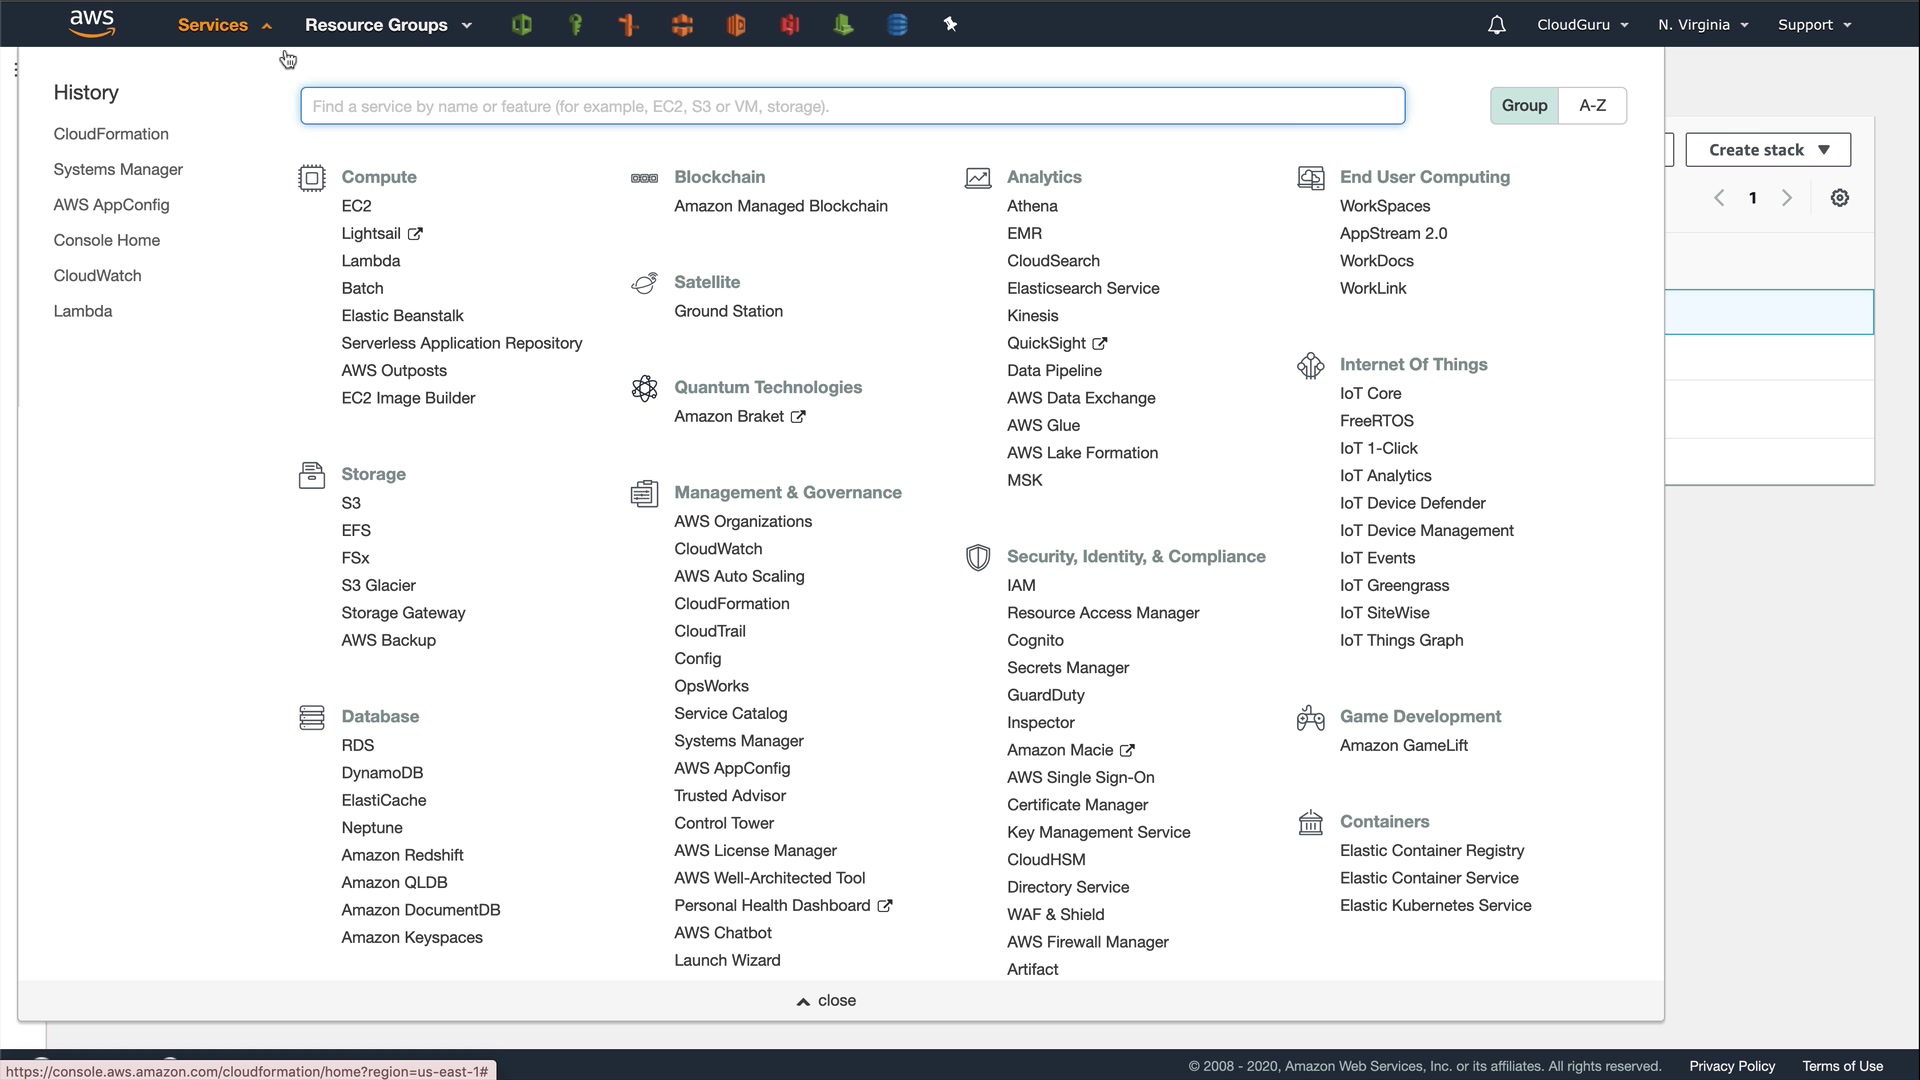 aws Services Resource Groups CloudGuru N. Virginia Support
History
CloudFormation
Systems Manager
AWS AppConfig
Console Home
CloudWatch
Lambda
Find a service by name or feature (for example, EC2, S3 or VM, storage).
Group A-Z
Compute
EC2
Lightsail
Lambda
Batch
Elastic Beanstalk
Serverless Application Repository
AWS Outposts
EC2 Image Builder
Storage
S3
EFS
FSx
S3 Glacier
Storage Gateway
AWS Backup
Database
RDS
DynamoDB
ElastiCache
Neptune
Amazon Redshift
Amazon QLDB
Amazon DocumentDB
Amazon Keyspaces
Blockchain
Amazon Managed Blockchain
Satellite
Ground Station
Quantum Technologies
Amazon Braket
Management & Governance
AWS Organizations
CloudWatch
AWS Auto Scaling
CloudFormation
CloudTrail
Config
OpsWorks
Service Catalog
Systems Manager
AWS AppConfig
Trusted Advisor
Control Tower
AWS License Manager
AWS Well-Architected Tool
Personal Health Dashboard
AWS Chatbot
Launch Wizard
Analytics
Athena
EMR
CloudSearch
Elasticsearch Service
Kinesis
QuickSight
Data Pipeline
AWS Data Exchange
AWS Glue
AWS Lake Formation
MSK
Security, Identity, & Compliance
IAM
Resource Access Manager
Cognito
Secrets Manager
GuardDuty
Inspector
Amazon Macie
AWS Single Sign-On
Certificate Manager
Key Management Service
CloudHSM
Directory Service
WAF & Shield
AWS Firewall Manager
Artifact
End User Computing
WorkSpaces
AppStream 2.0
WorkDocs
WorkLink
Internet Of Things
IoT Core
FreeRTOS
IoT 1-Click
IoT Analytics
IoT Device Defender
IoT Device Management
IoT Events
IoT Greengrass
IoT SiteWise
IoT Things Graph
Game Development
Amazon GameLift
Containers
Elastic Container Registry
Elastic Container Service
Elastic Kubernetes Service
Create stack
1
close
https://console.aws.amazon.com/cloudformation/home?region=us-east-1#
© 2008 - 2020, Amazon Web Services, Inc. or its affiliates. All rights reserved. Privacy Policy Terms of Use